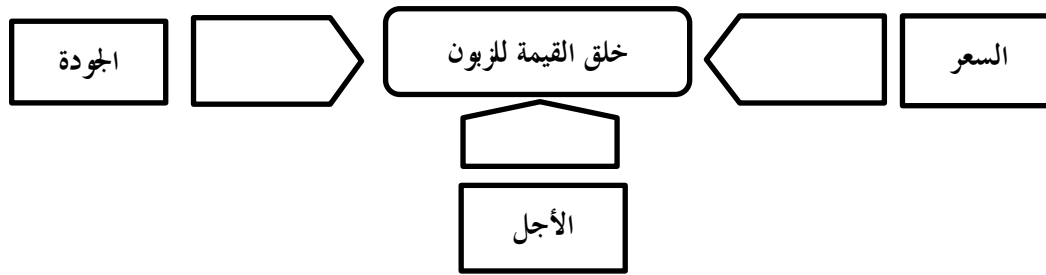 السعر
خلق القيمة للزبون
الجودة
الأجل